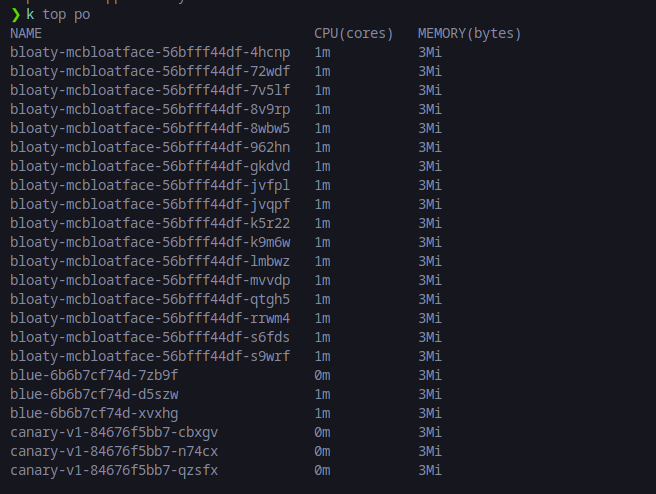 ❯ k top po
NAME CPU(cores) MEMORY(bytes)
bloaty-mcbloatface-56bfff44df-4hcnp 1m 3Mi
bloaty-mcbloatface-56bfff44df-72wdf 1m 3Mi
bloaty-mcbloatface-56bfff44df-7v5lf 1m 3Mi
bloaty-mcbloatface-56bfff44df-8v9rp 1m 3Mi
bloaty-mcbloatface-56bfff44df-8wbw5 1m 3Mi
bloaty-mcbloatface-56bfff44df-962hn 1m 3Mi
bloaty-mcbloatface-56bfff44df-gkdvd 1m 3Mi
bloaty-mcbloatface-56bfff44df-jvfpl 1m 3Mi
bloaty-mcbloatface-56bfff44df-jvqpf 1m 3Mi
bloaty-mcbloatface-56bfff44df-k5r22 1m 3Mi
bloaty-mcbloatface-56bfff44df-k9m6w 1m 3Mi
bloaty-mcbloatface-56bfff44df-lmbwz 1m 3Mi
bloaty-mcbloatface-56bfff44df-mvvdp 1m 3Mi
bloaty-mcbloatface-56bfff44df-qtgh5 1m 3Mi
bloaty-mcbloatface-56bfff44df-rrwm4 1m 3Mi
bloaty-mcbloatface-56bfff44df-s6fds 1m 3Mi
bloaty-mcbloatface-56bfff44df-s9wrf 1m 3Mi
blue-6b6b7cf74d-7zb9f 0m 3Mi
blue-6b6b7cf74d-d5szw 1m 3Mi
blue-6b6b7cf74d-xvxhg 1m 3Mi
canary-v1-84676f5bb7-cbxgv 0m 3Mi
canary-v1-84676f5bb7-n74cx 0m 3Mi
canary-v1-84676f5bb7-qzsfx 0m 3Mi